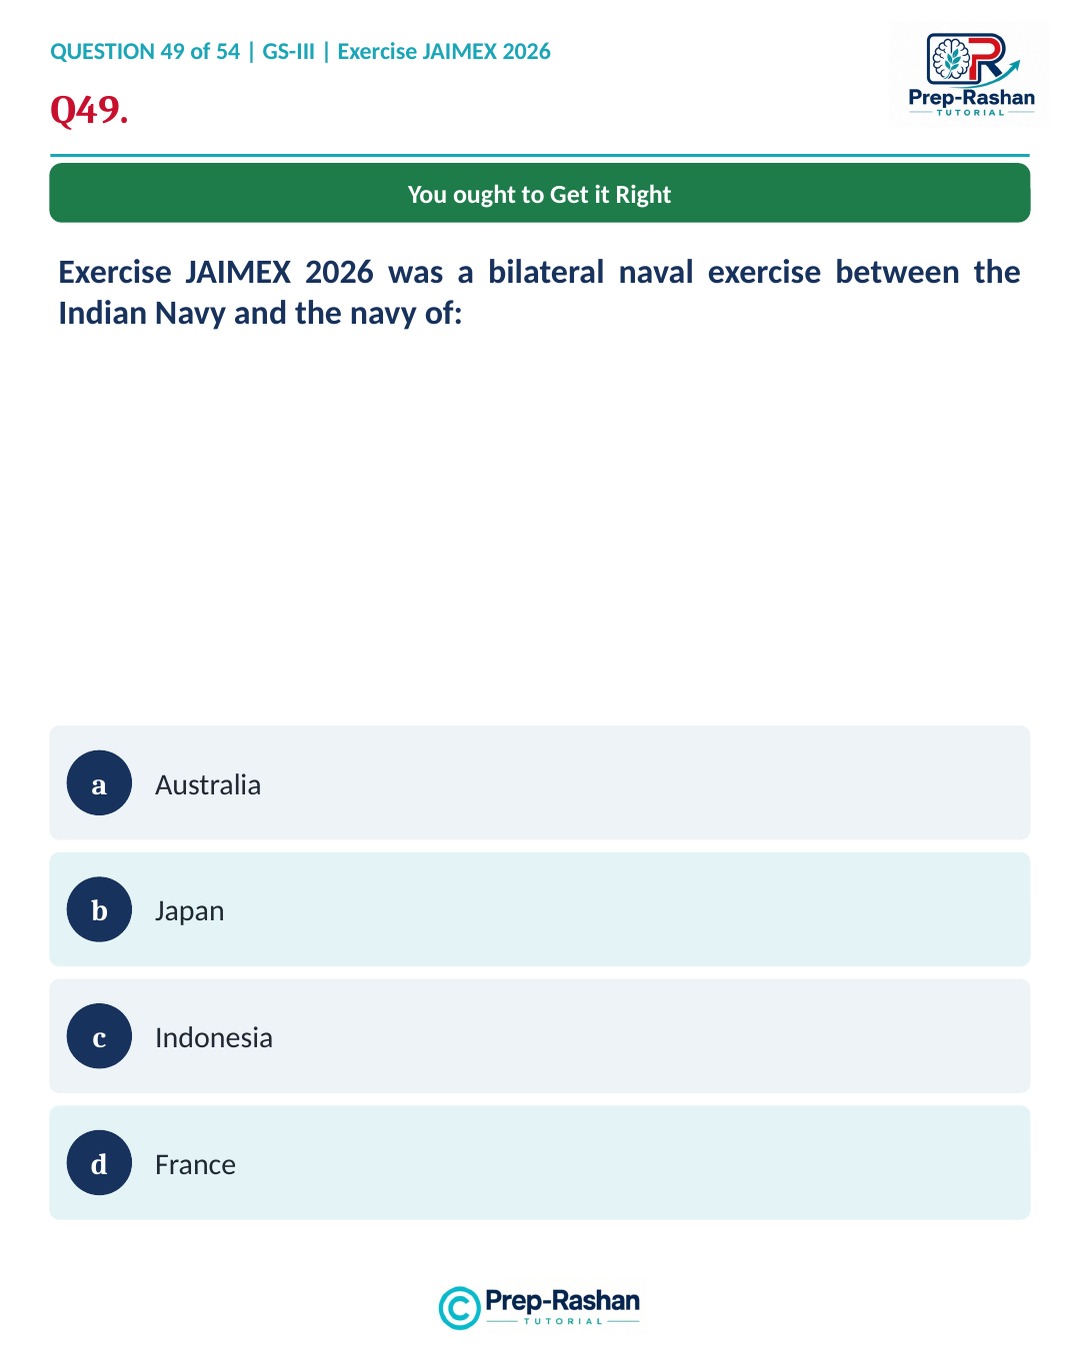 QUESTION 49 of 54 | GS-III | Exercise JAIMEX 2026
Q49.
R
Prep-Rashan
TUTORIAL
You ought to Get it Right
Exercise JAIMEX 2026 was a bilateral naval exercise between the
Indian Navy and the navy of:
a Australia
b Japan
c Indonesia
d France
© Prep-Rashan
TUTORIAL